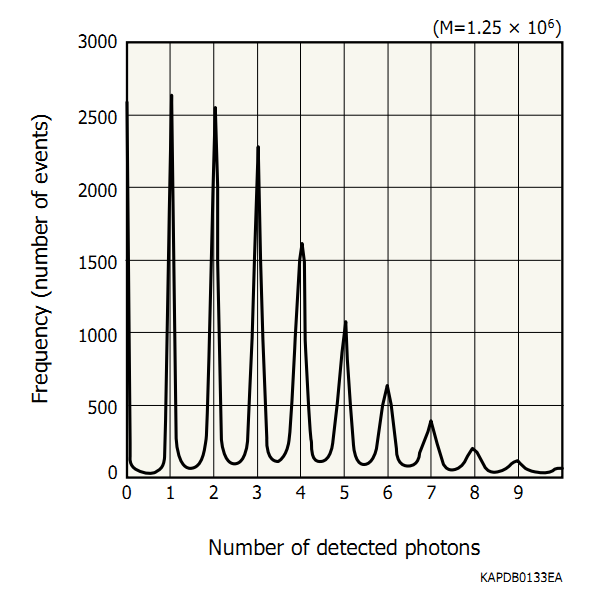 (M=1.25 × 10⁶)
3000
2500
2000
1500
1000
500
0
Frequency (number of events)
0 1 2 3 4 5 6 7 8 9
Number of detected photons
KAPDB0133EA